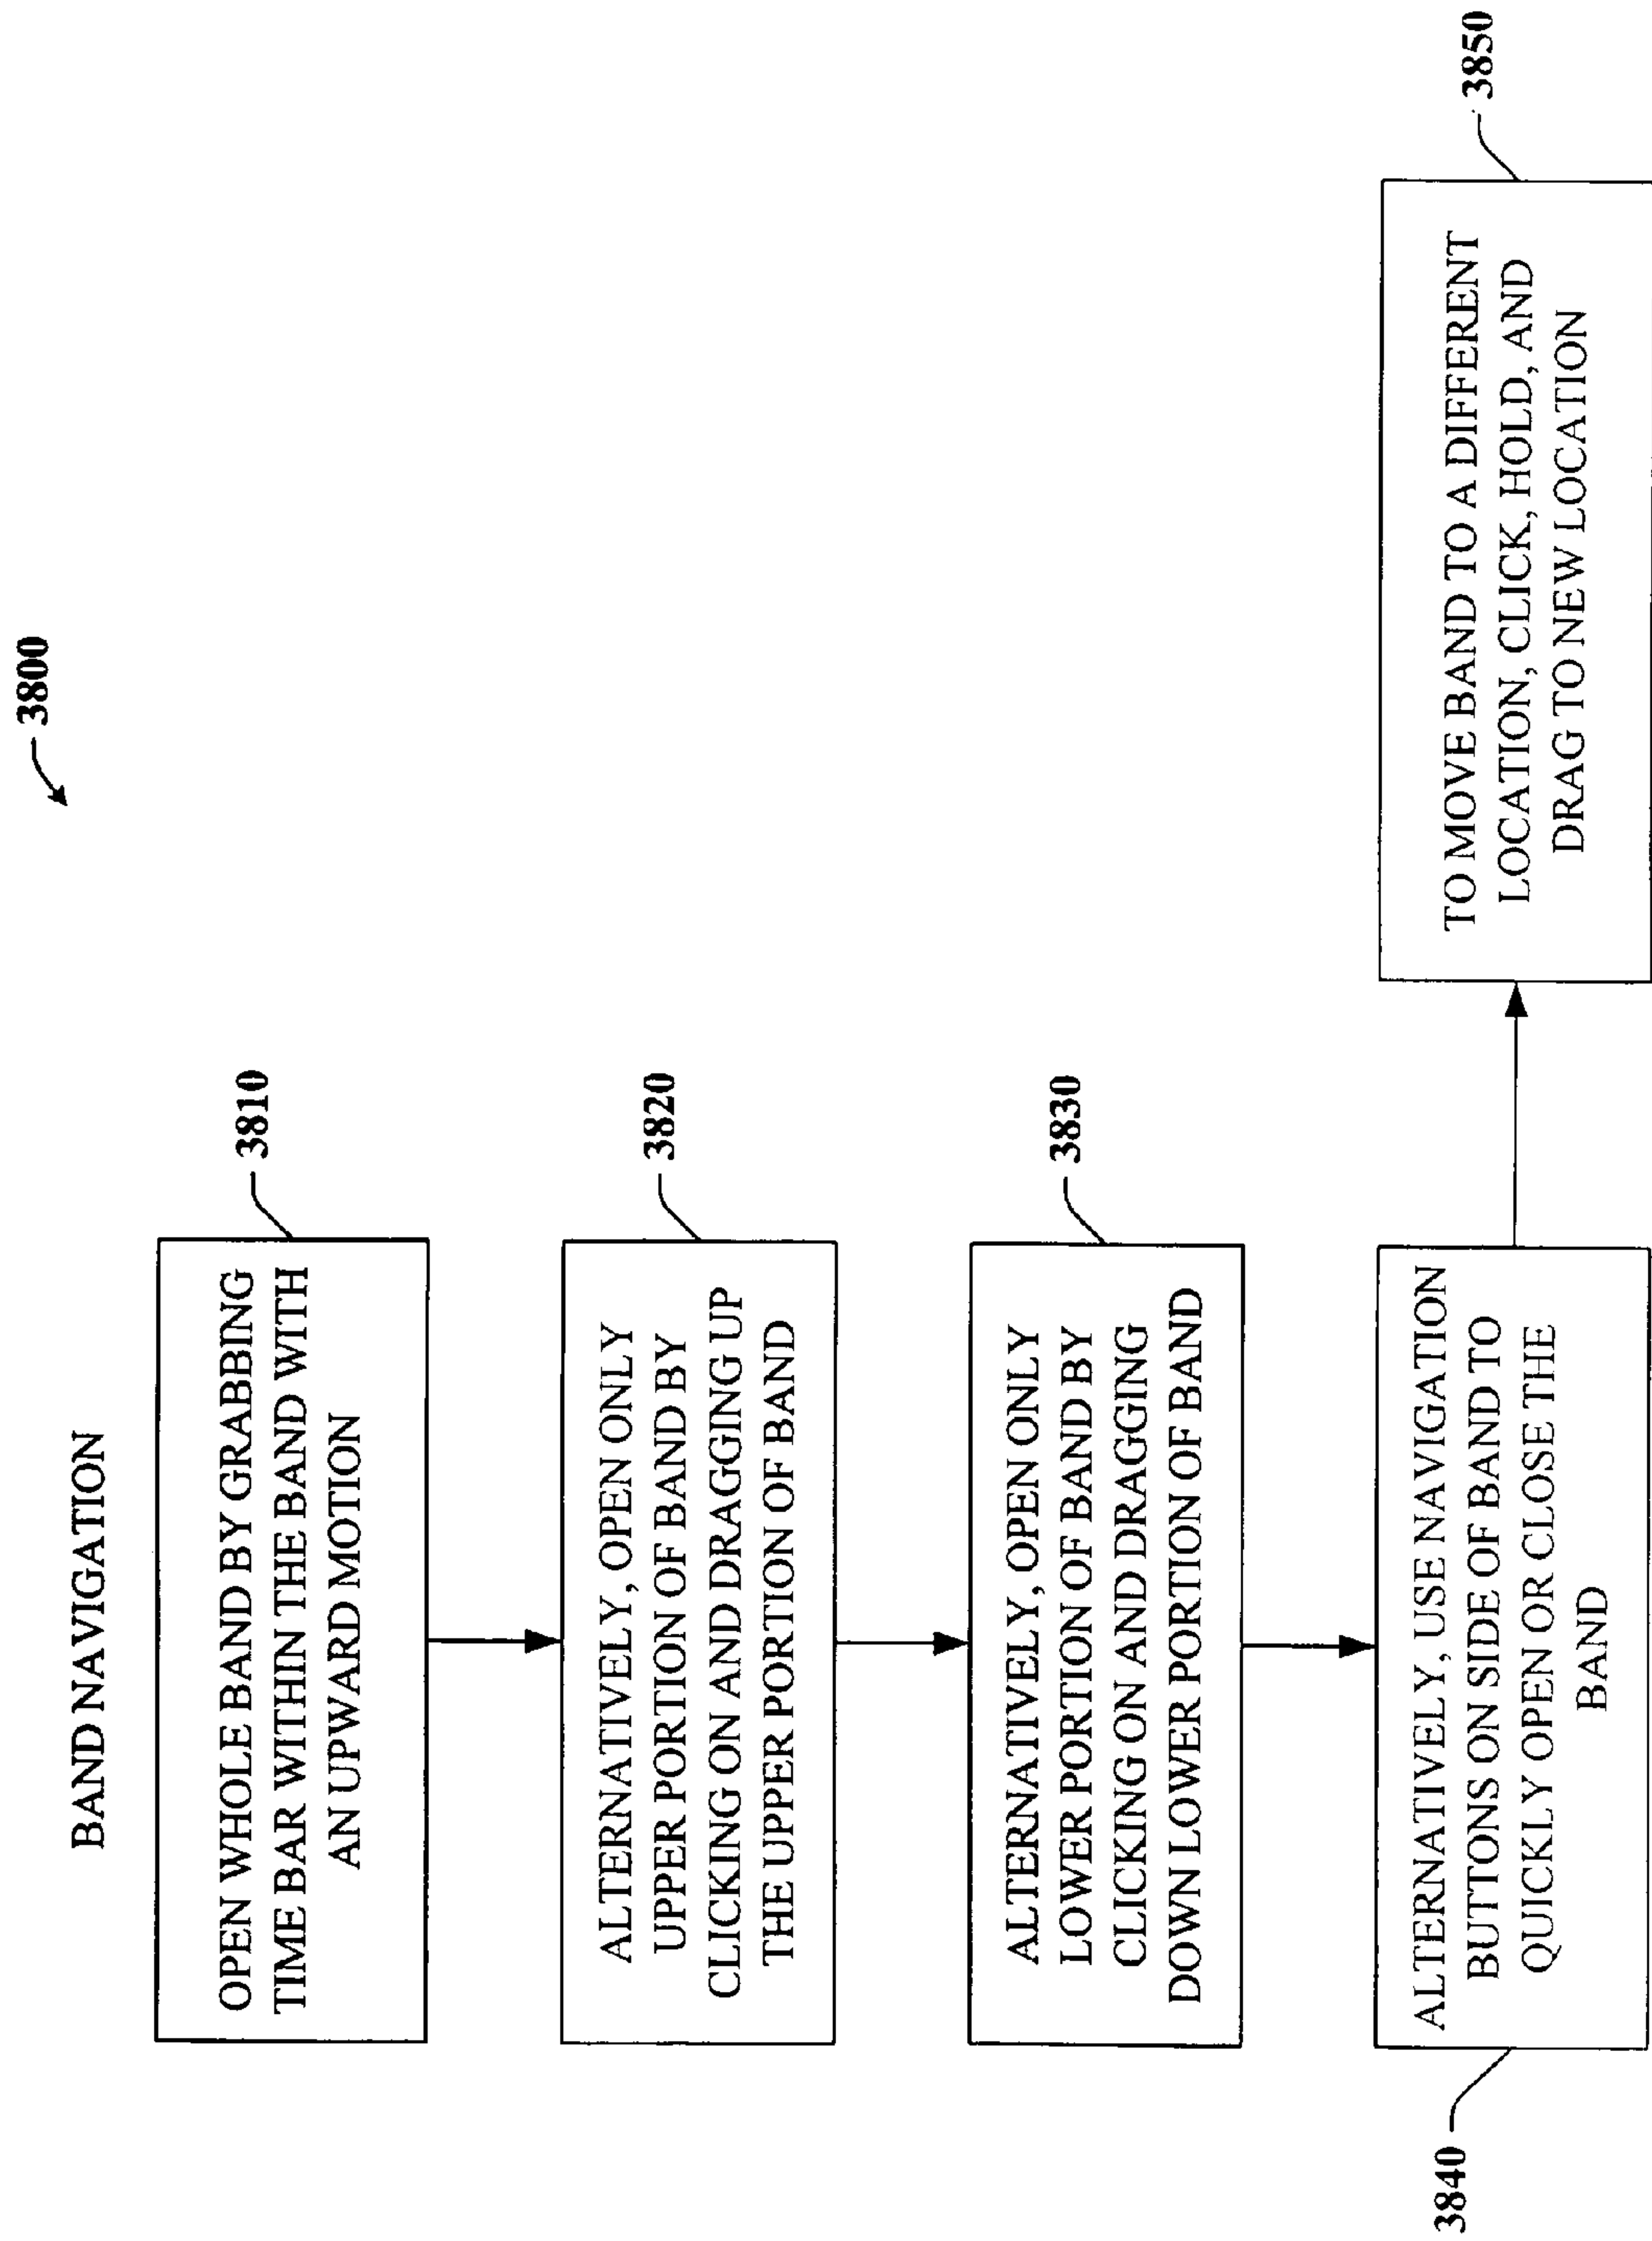 3800
BAND NAVIGATION
OPEN WHOLE BAND BY GRABBING
TIME BAR WITHIN THE BAND WITH
AN UPWARD MOTION
3810
ALTERNATIVELY, OPEN ONLY
UPPER PORTION OF BAND BY
CLICKING ON AND DRAGGING UP
THE UPPER PORTION OF BAND
3820
ALTERNATIVELY, OPEN ONLY
LOWER PORTION OF BAND BY
CLICKING ON AND DRAGGING
DOWN LOWER PORTION OF BAND
3830
ALTERNATIVELY, USE NAVIGATION
BUTTONS ON SIDE OF BAND TO
QUICKLY OPEN OR CLOSE THE
BAND
3840
TO MOVE BAND TO A DIFFERENT
LOCATION, CLICK, HOLD, AND
DRAG TO NEW LOCATION
3850